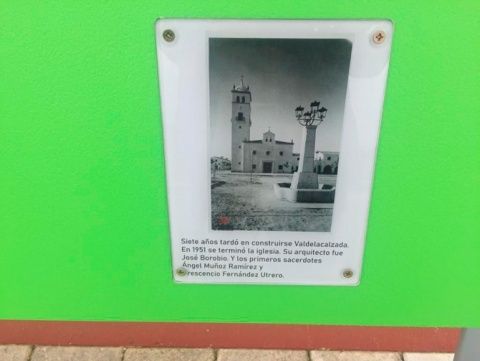 Siete años tardó en construirse Valdelacalzada.
En 1951 se terminó la iglesia. Su arquitecto fue
José Borobio. Y los primeros sacerdotes
Ángel Muñoz Ramírez y
Crescencio Fernández Utrero.